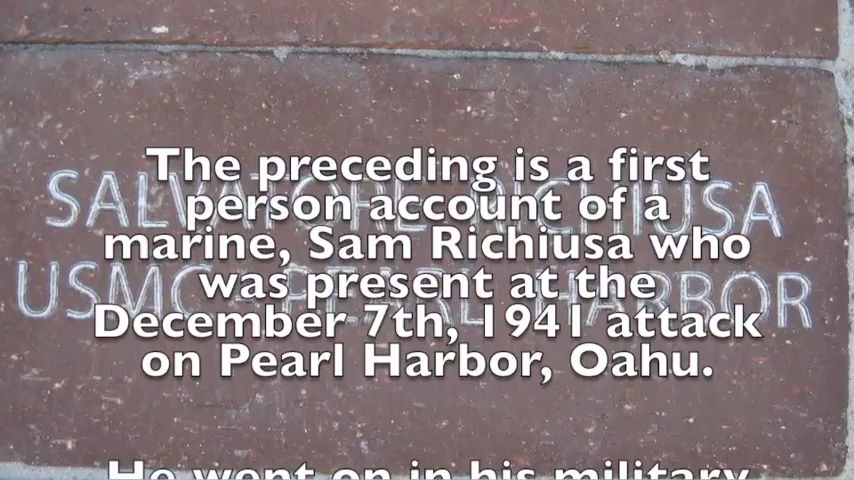 The preceding is a first
SALVATORE RICHIUSA
person account of a
marine, Sam Richiusa who
was present at the
USMC-PEARL HARBOR
December 7th, 1941 attack
on Pearl Harbor, Oahu.
He went on in his military